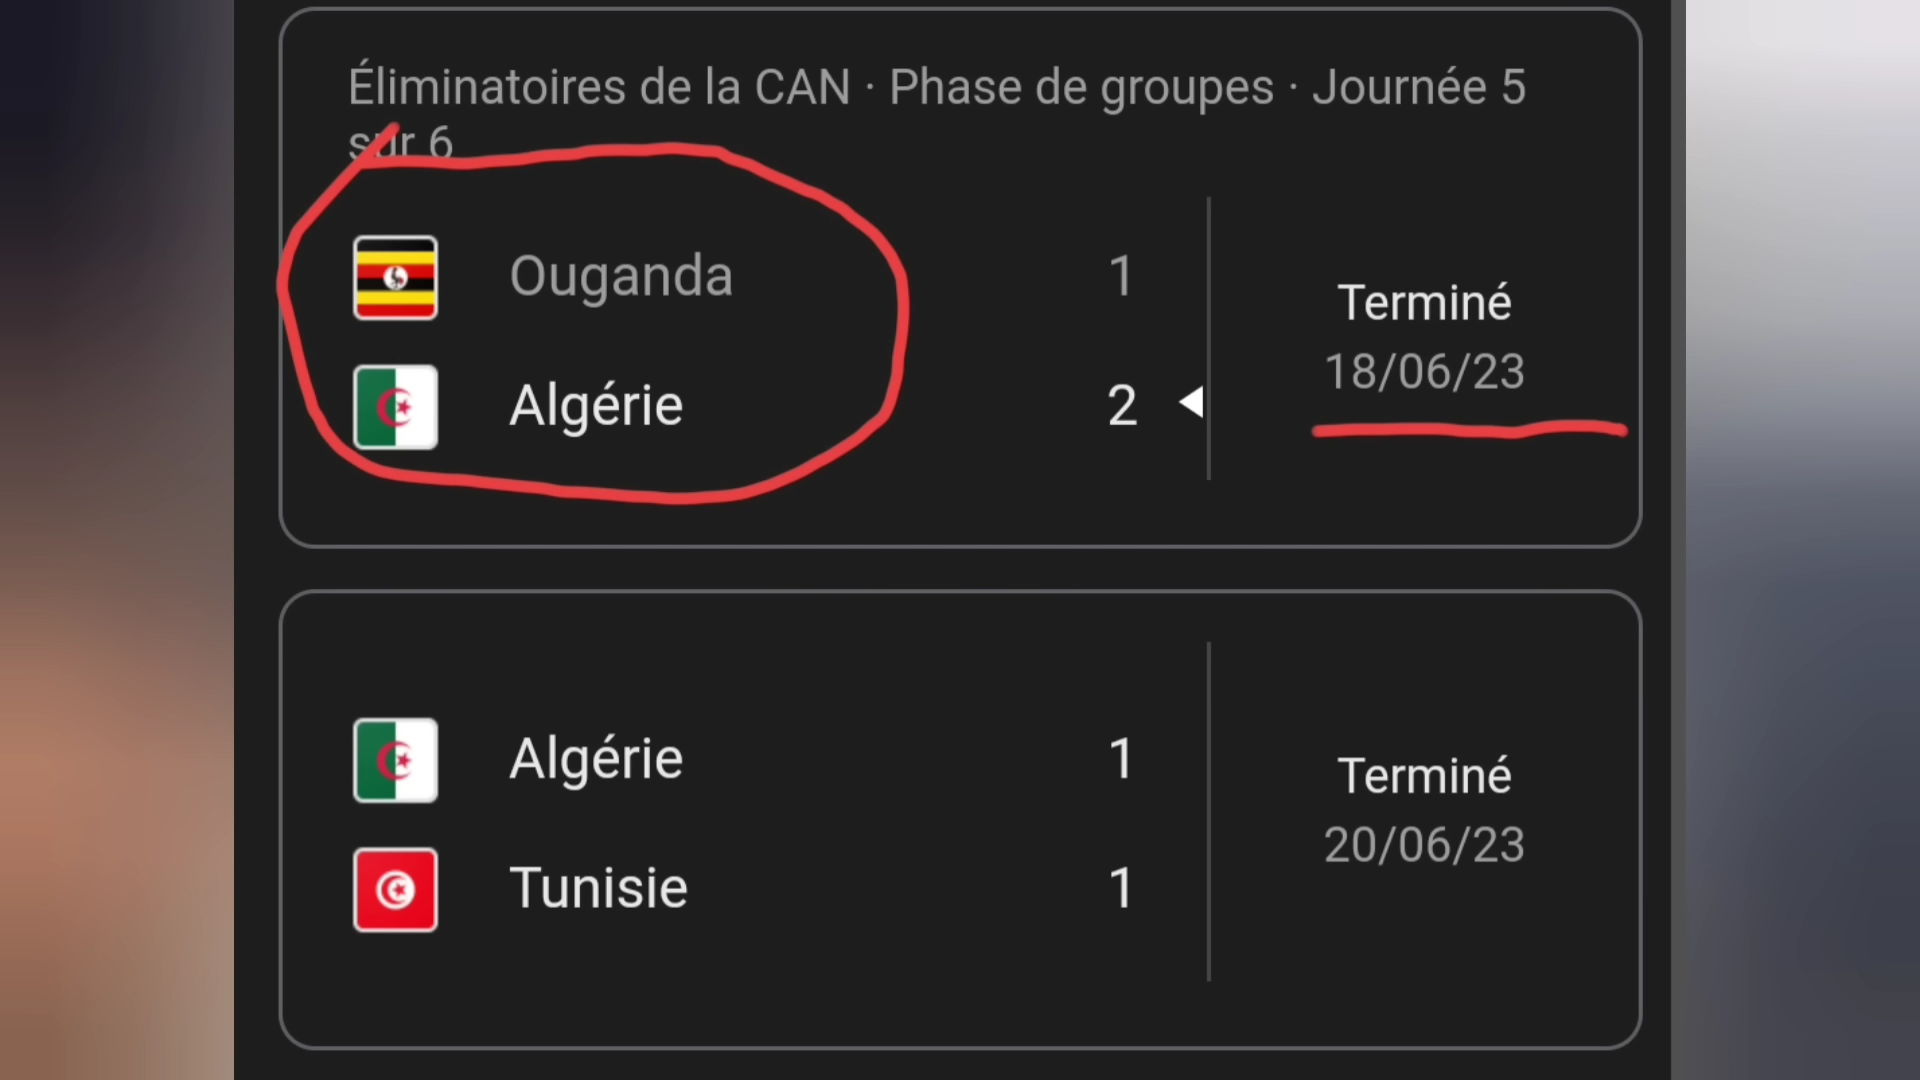 Éliminatoires de la CAN · Phase de groupes · Journée 5
sur 6
Ouganda 1
Algérie 2
Terminé
18/06/23
Algérie 1
Tunisie 1
Terminé
20/06/23